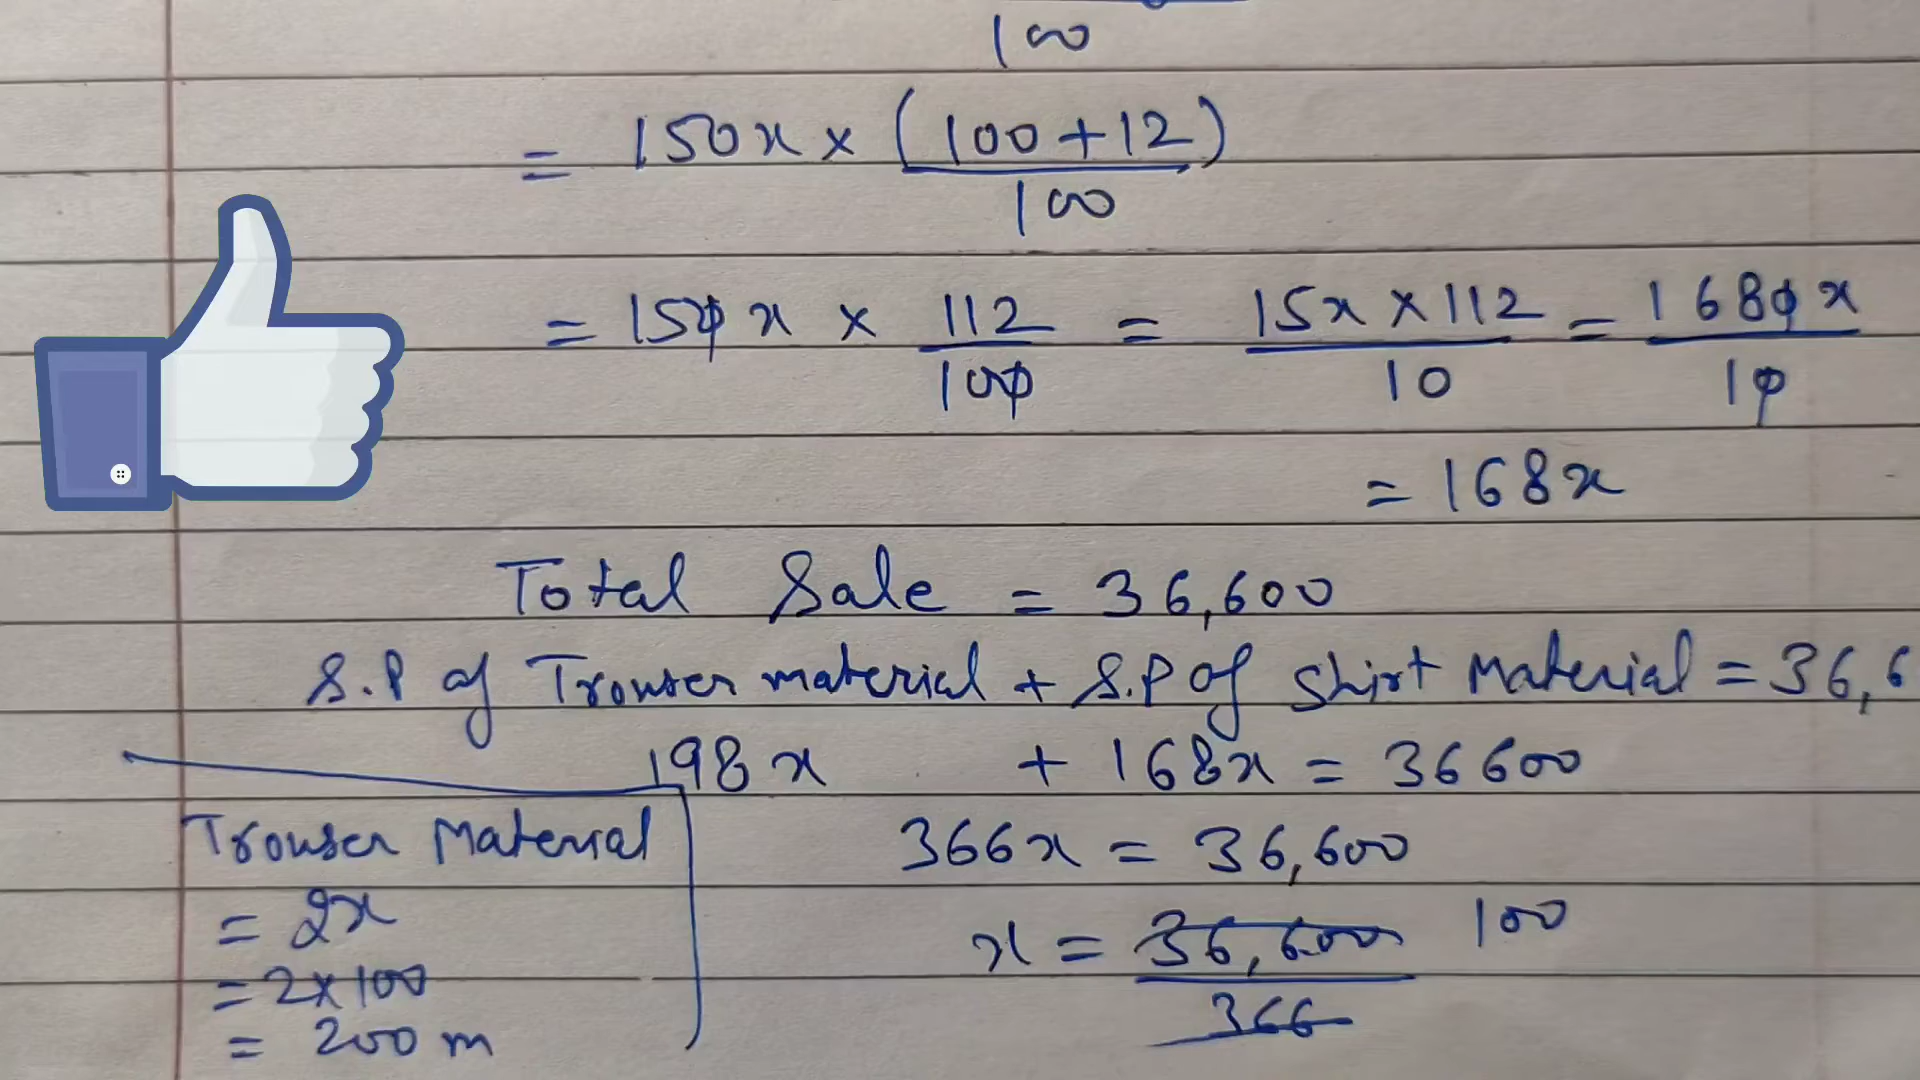 100
= 150x × (100+12)/100
= 150x × 112/100 = 15x×112/10 = 1680x/10
= 168x
Total Sale = 36,600
S.P of Trouser material + S.P of Shirt Material = 36,6
198x + 168x = 36600
Trouser Material
366x = 36,600
= 2x
x = 36,600/366 100
= 2×100
= 200 m